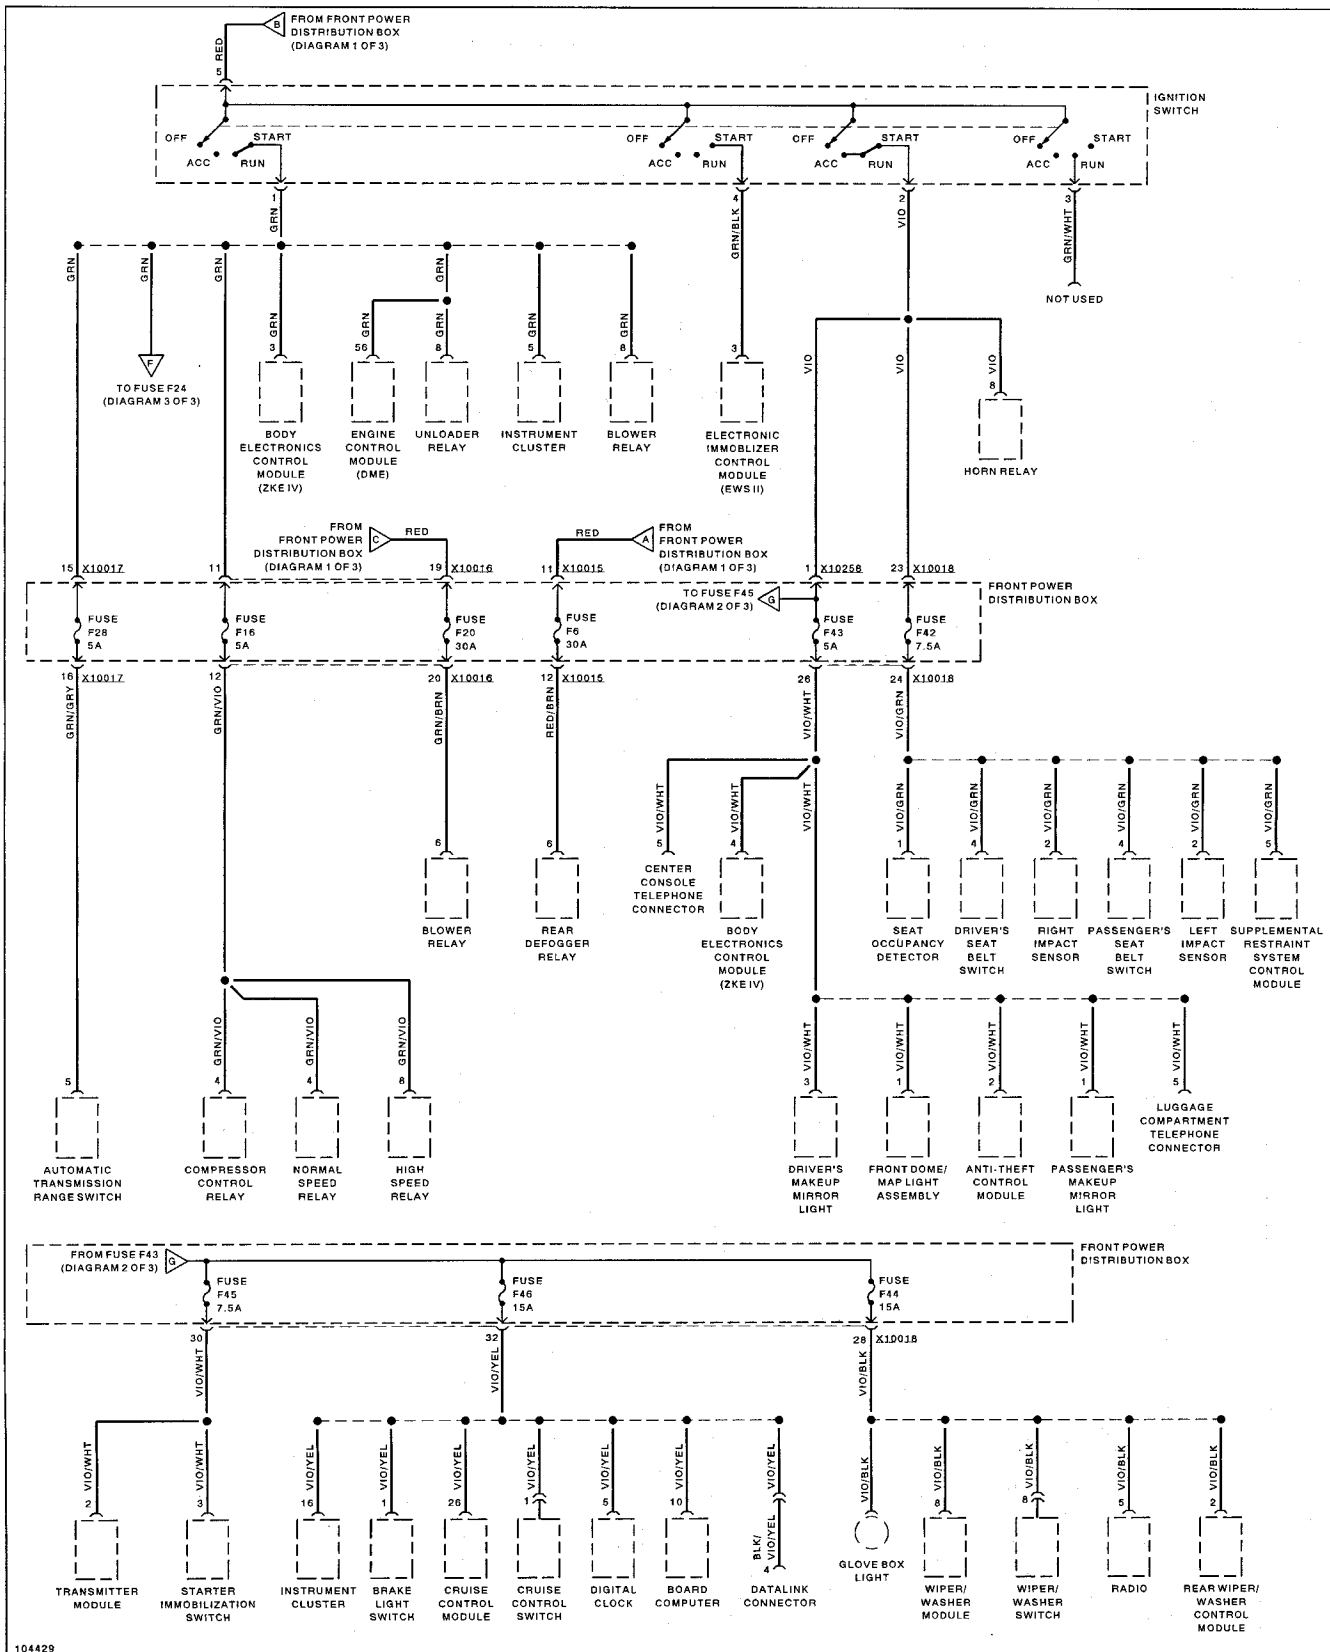 B
FROM FRONT POWER
DISTRIBUTION BOX
(DIAGRAM 1 OF 3)
RED
5
IGNITION
SWITCH
OFF
START
ACC
RUN
OFF
START
ACC
RUN
OFF
START
ACC
RUN
OFF
START
ACC
RUN
1
GRN
4
GRN/BLK
2
VIO
3
GRN/WHT
NOT USED
GRN
GRN
GRN
GRN
F
TO FUSE F24
(DIAGRAM 3 OF 3)
GRN
3
GRN
56
GRN
8
GRN
5
GRN
8
3
VIO
VIO
VIO
8
BODY
ELECTRONICS
CONTROL
MODULE
(ZKE IV)
ENGINE
CONTROL
MODULE
(DME)
UNLOADER
RELAY
INSTRUMENT
CLUSTER
BLOWER
RELAY
ELECTRONIC
IMMOBLIZER
CONTROL
MODULE
(EWS II)
HORN RELAY
FROM
FRONT POWER
DISTRIBUTION BOX
(DIAGRAM 1 OF 3)
C
RED
RED
A
FROM
FRONT POWER
DISTRIBUTION BOX
(DIAGRAM 1 OF 3)
15 X10017
11
19 X10016
11 X10015
1 X10258
23 X10018
FRONT POWER
DISTRIBUTION BOX
TO FUSE F45
(DIAGRAM 2 OF 3)
G
FUSE
F28
5A
FUSE
F16
5A
FUSE
F20
30A
FUSE
F6
30A
FUSE
F43
5A
FUSE
F42
7.5A
16 X10017
12
20 X10016
12 X10015
26
24 X10018
GRN/GRY
GRN/VIO
GRN/BRN
RED/BRN
VIO/WHT
VIO/GRN
VIO/WHT
5
VIO/WHT
4
VIO/WHT
VIO/GRN
1
VIO/GRN
4
VIO/GRN
2
VIO/GRN
4
VIO/GRN
2
VIO/GRN
5
6
6
BLOWER
RELAY
REAR
DEFOGGER
RELAY
CENTER
CONSOLE
TELEPHONE
CONNECTOR
BODY
ELECTRONICS
CONTROL
MODULE
(ZKE IV)
SEAT
OCCUPANCY
DETECTOR
DRIVER'S
SEAT
BELT
SWITCH
RIGHT
IMPACT
SENSOR
PASSENGER'S
SEAT
BELT
SWITCH
LEFT
IMPACT
SENSOR
SUPPLEMENTAL
RESTRAINT
SYSTEM
CONTROL
MODULE
5
GRN/VIO
4
GRN/VIO
4
GRN/VIO
8
VIO/WHT
3
VIO/WHT
1
VIO/WHT
2
VIO/WHT
1
VIO/WHT
5
AUTOMATIC
TRANSMISSION
RANGE SWITCH
COMPRESSOR
CONTROL
RELAY
NORMAL
SPEED
RELAY
HIGH
SPEED
RELAY
DRIVER'S
MAKEUP
MIRROR
LIGHT
FRONT DOME/
MAP LIGHT
ASSEMBLY
ANTI-THEFT
CONTROL
MODULE
PASSENGER'S
MAKEUP
MIRROR
LIGHT
LUGGAGE
COMPARTMENT
TELEPHONE
CONNECTOR
FROM FUSE F43
(DIAGRAM 2 OF 3)
G
FRONT POWER
DISTRIBUTION BOX
FUSE
F45
7.5A
FUSE
F46
15A
FUSE
F44
15A
30
32
28 X10018
VIO/WHT
VIO/YEL
VIO/BLK
VIO/WHT
2
VIO/WHT
3
VIO/YEL
16
VIO/YEL
1
VIO/YEL
26
VIO/YEL
1
VIO/YEL
5
VIO/YEL
10
VIO/YEL
BLK/
VIO/YEL
4
VIO/BLK
VIO/BLK
8
VIO/BLK
8
VIO/BLK
5
VIO/BLK
2
TRANSMITTER
MODULE
STARTER
IMMOBILIZATION
SWITCH
INSTRUMENT
CLUSTER
BRAKE
LIGHT
SWITCH
CRUISE
CONTROL
MODULE
CRUISE
CONTROL
SWITCH
DIGITAL
CLOCK
BOARD
COMPUTER
DATALINK
CONNECTOR
GLOVE BOX
LIGHT
WIPER/
WASHER
MODULE
WIPER/
WASHER
SWITCH
RADIO
REAR WIPER/
WASHER
CONTROL
MODULE
104429